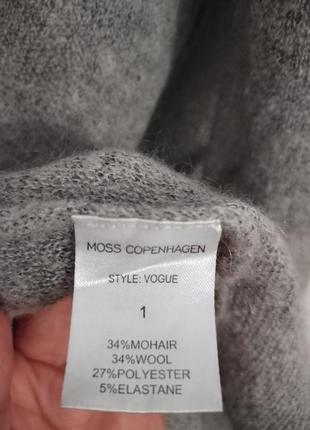 MOSS COPENHAGEN
STYLE: VOGUE
1
34%MOHAIR
34%WOOL
27%POLYESTER
5%ELASTANE